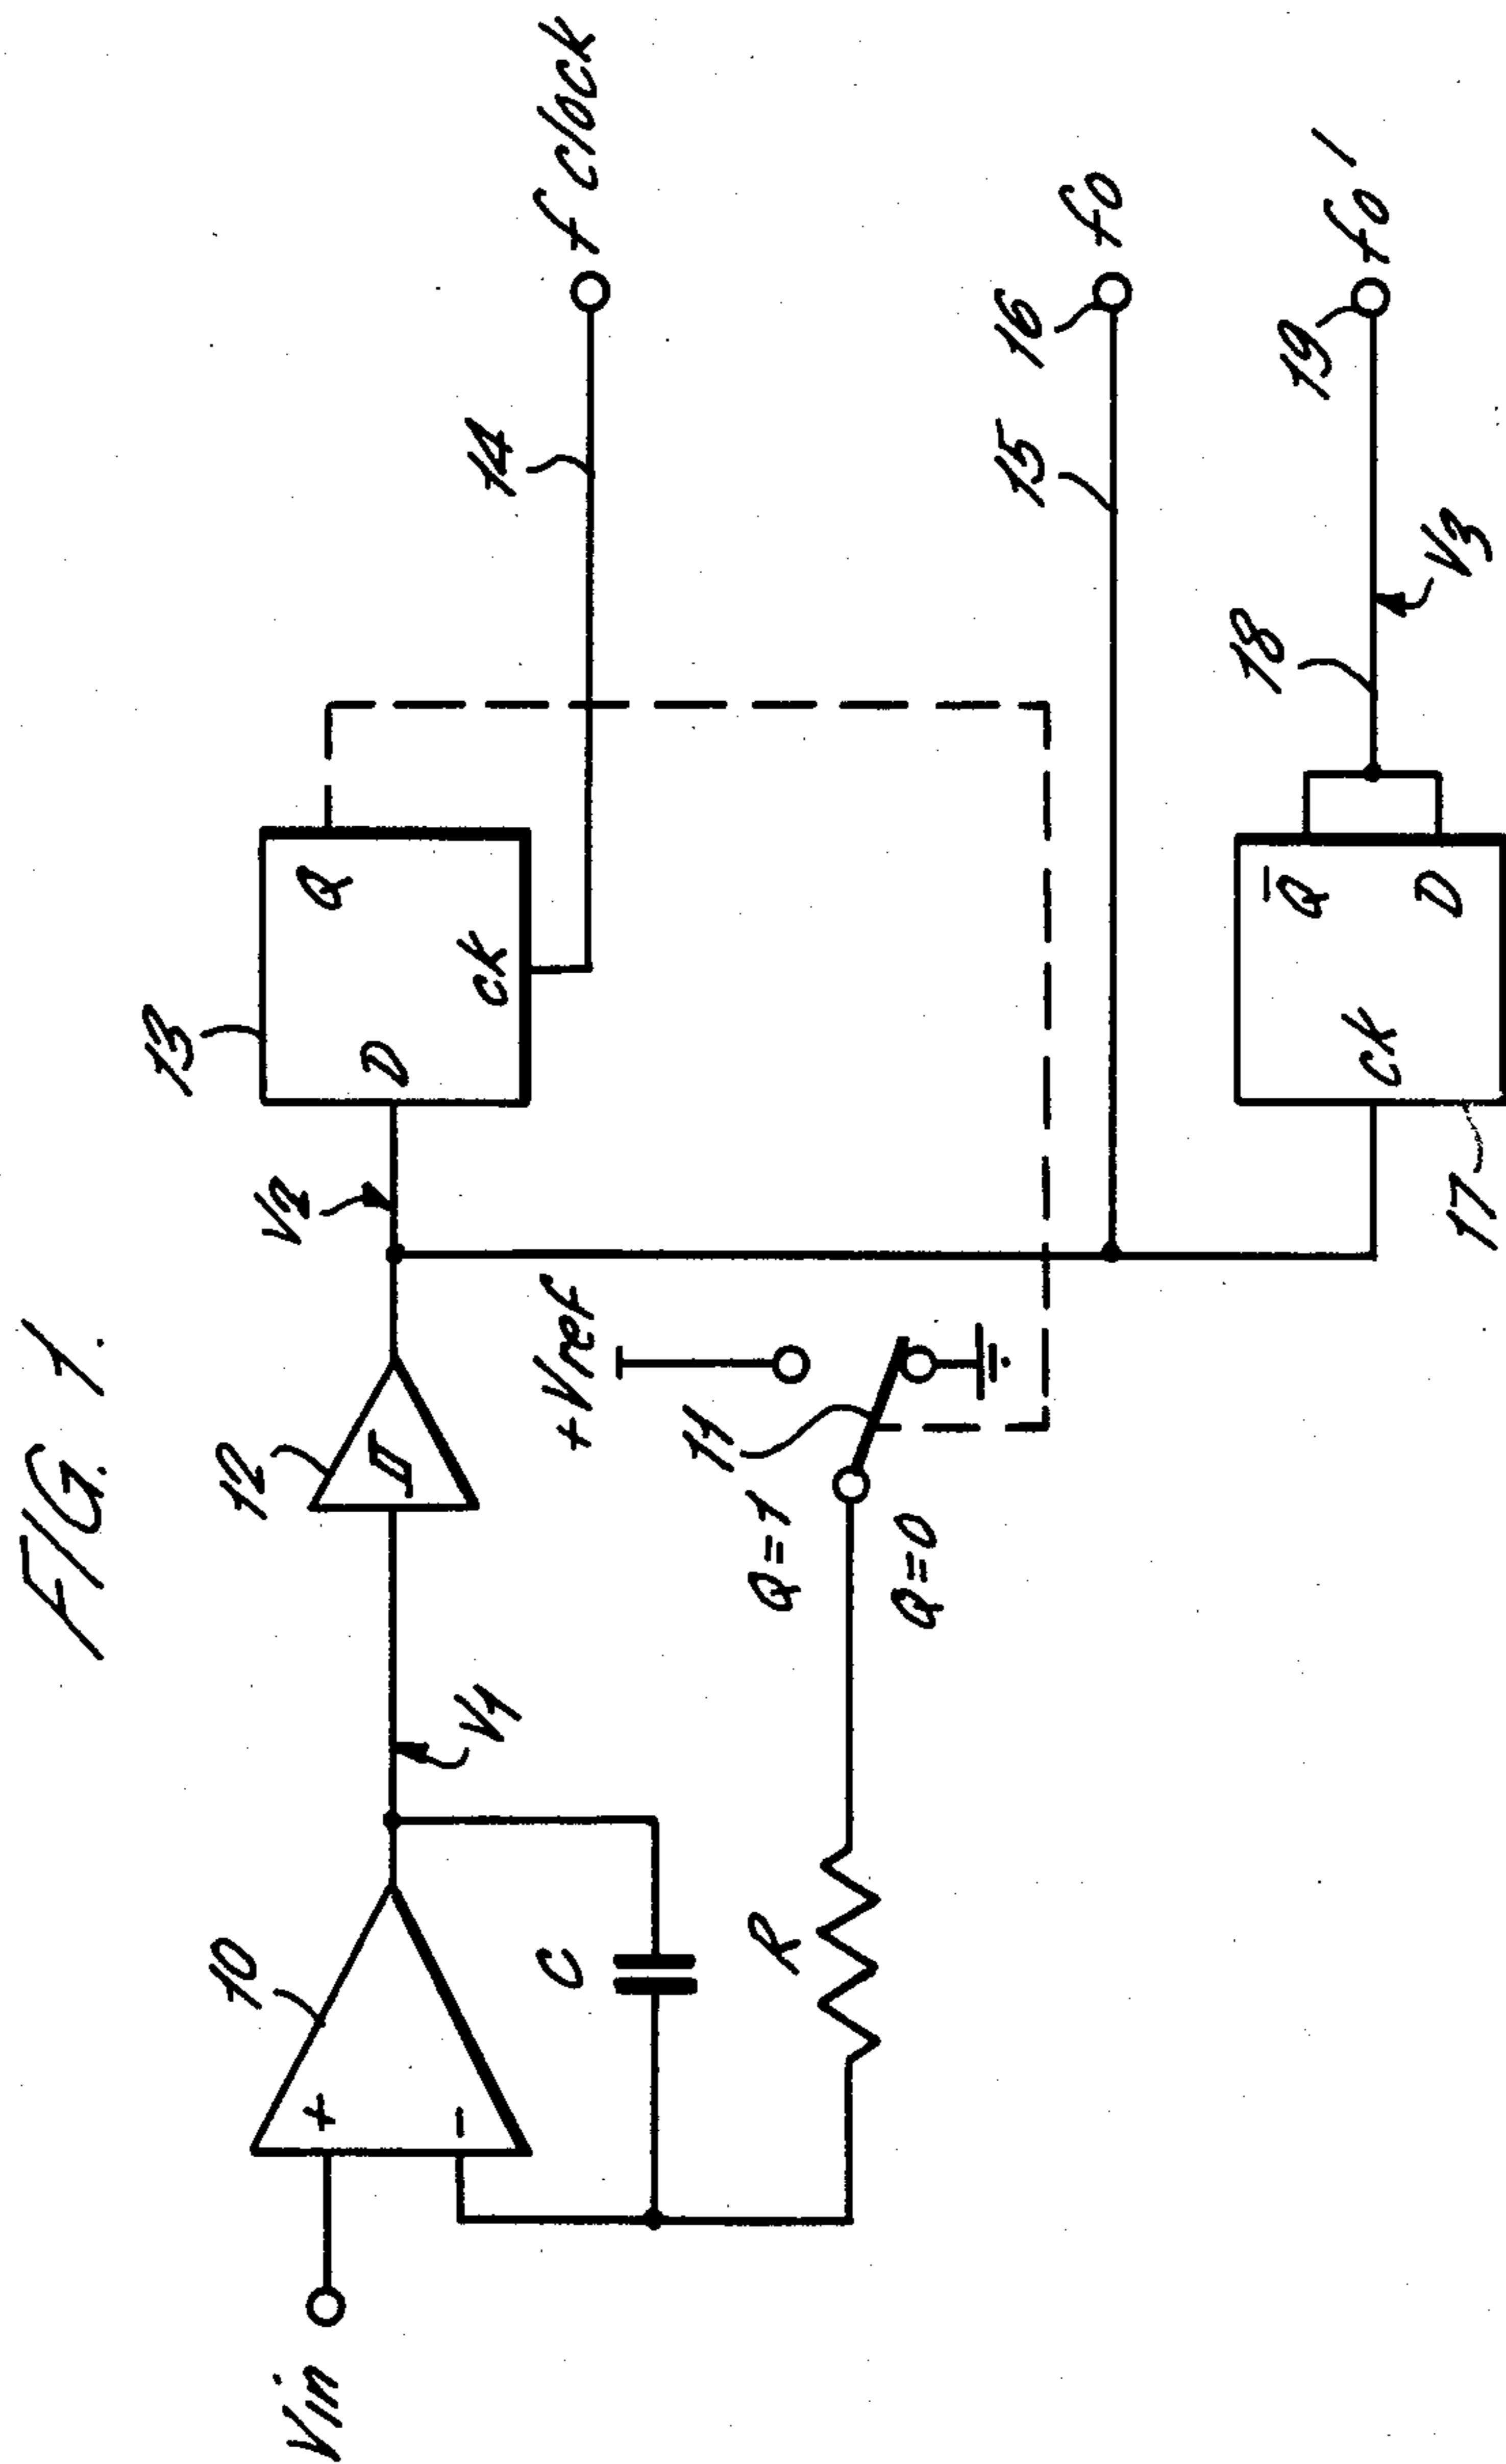 FIG. 1.
Vin
10
+
-
C
R
V1
12
V2
13
D
Q
ck
14
f clock
+Vref
11
Q=1
Q=0
15
16
fo
17
ck
Q̄
D
18
V3
19
fo'